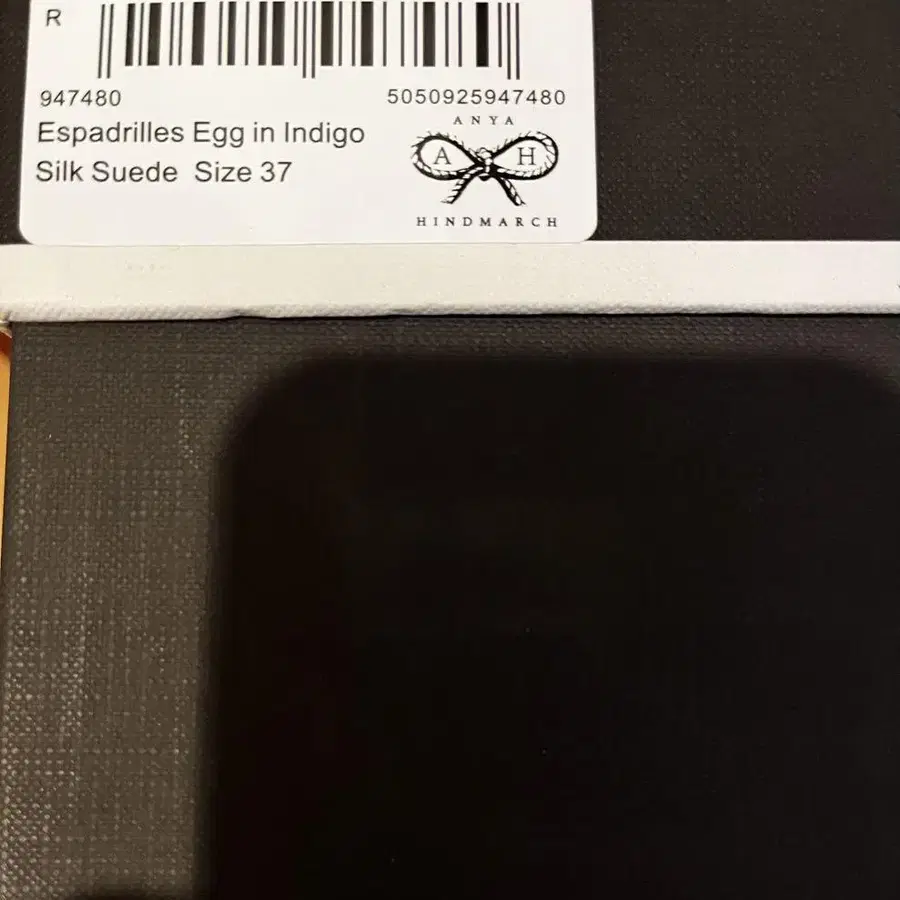 R
947480
5050925947480
Espadrilles Egg in Indigo
Silk Suede Size 37
ANYA
A H
HINDMARCH